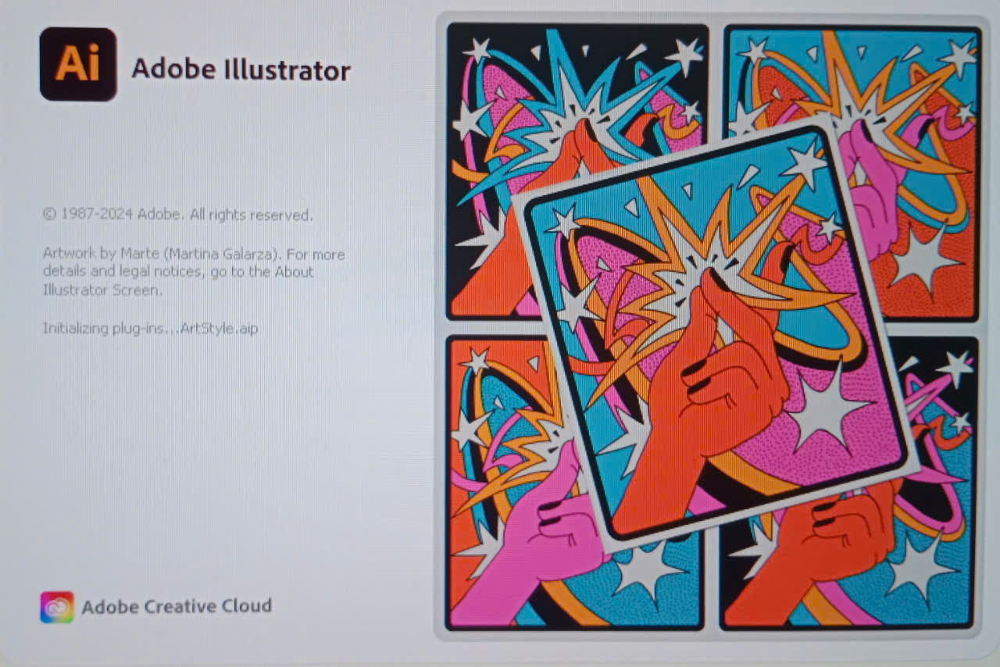 Ai
Adobe Illustrator
© 1987-2024 Adobe. All rights reserved.
Artwork by Marte (Martina Galarza). For more
details and legal notices, go to the About
Illustrator Screen.
Initializing plug-ins...ArtStyle.aip
Adobe Creative Cloud